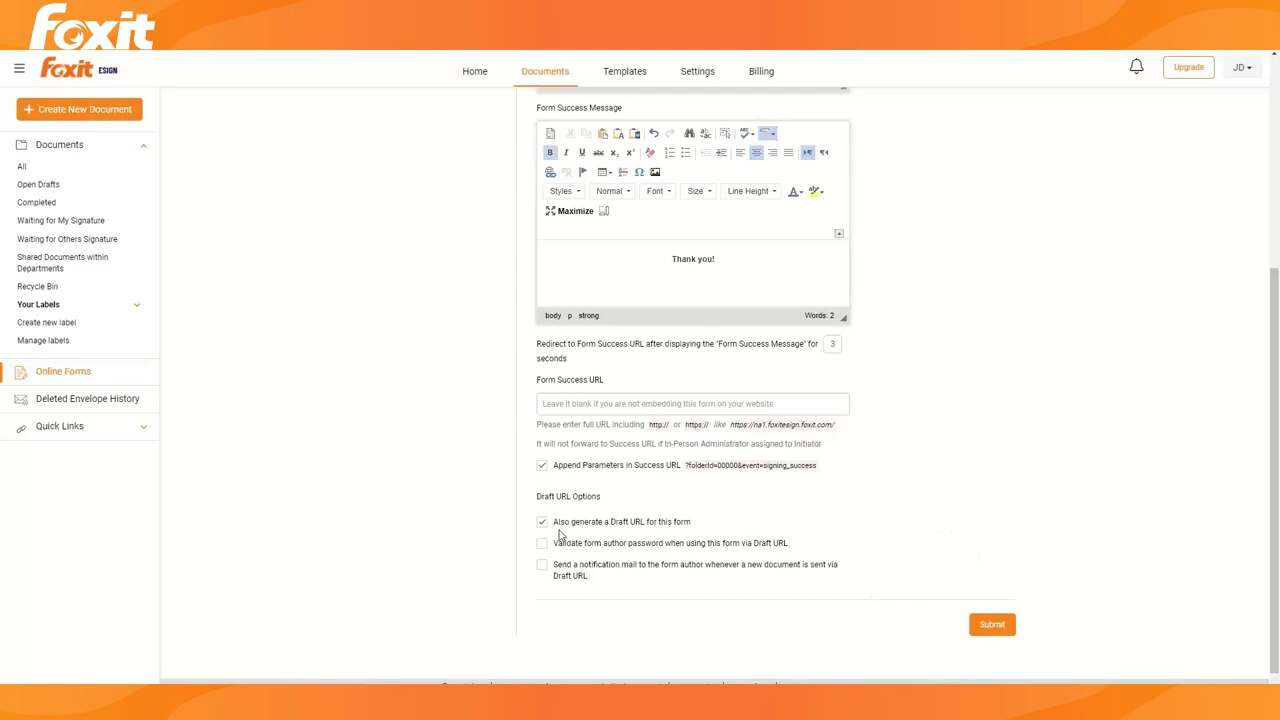 foxit
foxit ESIGN
Home
Documents
Templates
Settings
Billing
Upgrade
JD
Create New Document
Documents
All
Open Drafts
Completed
Waiting for My Signature
Waiting for Others Signature
Shared Documents within
Departments
Recycle Bin
Your Labels
Create new label
Manage labels
Online Forms
Deleted Envelope History
Quick Links
Form Success Message
Styles
Normal
Font
Size
Line Height
Maximize
Thank you!
body p strong
Words: 2
Redirect to Form Success URL after displaying the "Form Success Message" for 3
seconds
Form Success URL
Leave it blank if you are not embedding this form on your website
Please enter full URL including http:// or https:// like https://na1.foxitesign.foxit.com/
It will not forward to Success URL if In-Person Administrator assigned to Initiator.
Append Parameters in Success URL ?folderId=00000&event=signing_success
Draft URL Options
Also generate a Draft URL for this form
Validate form author password when using this form via Draft URL
Send a notification mail to the form author whenever a new document is sent via
Draft URL
Submit